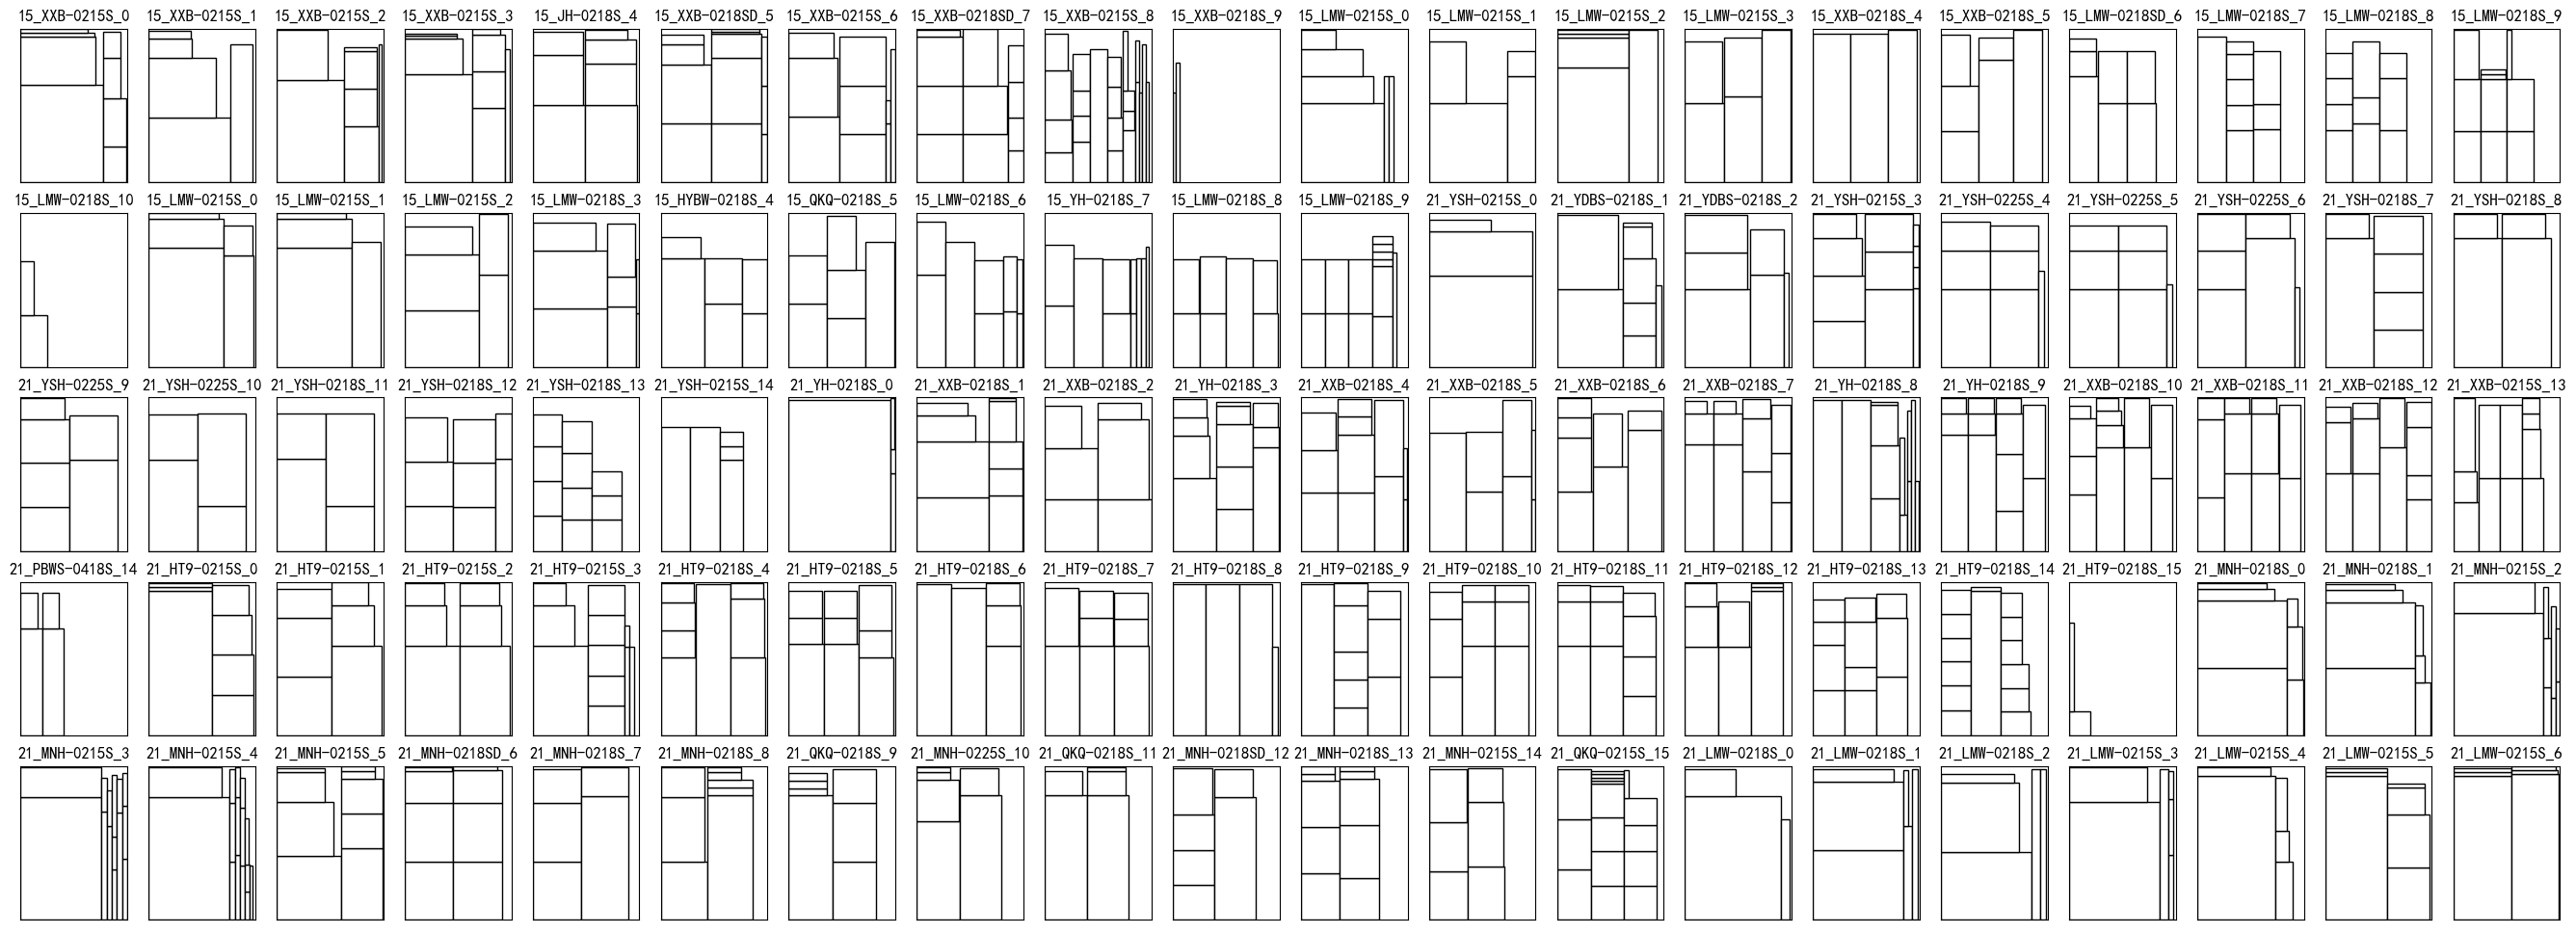 15_XXB-0215S_0 15_XXB-0215S_1 15_XXB-0215S_2 15_XXB-0215S_3 15_JH-0218S_4 15_XXB-0218SD_5 15_XXB-0215S_6 15_XXB-0218SD_7 15_XXB-0215S_8 15_XXB-0218S_9 15_LMW-0215S_0 15_LMW-0215S_1 15_LMW-0215S_2 15_LMW-0215S_3 15_XXB-0218S_4 15_XXB-0218S_5 15_LMW-0218SD_6 15_LMW-0218S_7 15_LMW-0218S_8 15_LMW-0218S_9
15_LMW-0218S_10 15_LMW-0215S_0 15_LMW-0215S_1 15_LMW-0215S_2 15_LMW-0218S_3 15_HYBW-0218S_4 15_QKQ-0218S_5 15_LMW-0218S_6 15_YH-0218S_7 15_LMW-0218S_8 15_LMW-0218S_9 21_YSH-0215S_0 21_YDBS-0218S_1 21_YDBS-0218S_2 21_YSH-0215S_3 21_YSH-0225S_4 21_YSH-0225S_5 21_YSH-0225S_6 21_YSH-0218S_7 21_YSH-0218S_8
21_YSH-0225S_9 21_YSH-0225S_10 21_YSH-0218S_11 21_YSH-0218S_12 21_YSH-0218S_13 21_YSH-0215S_14 21_YH-0218S_0 21_XXB-0218S_1 21_XXB-0218S_2 21_YH-0218S_3 21_XXB-0218S_4 21_XXB-0218S_5 21_XXB-0218S_6 21_XXB-0218S_7 21_YH-0218S_8 21_YH-0218S_9 21_XXB-0218S_10 21_XXB-0218S_11 21_XXB-0218S_12 21_XXB-0215S_13
21_PBWS-0418S_14 21_HT9-0215S_0 21_HT9-0215S_1 21_HT9-0215S_2 21_HT9-0215S_3 21_HT9-0218S_4 21_HT9-0218S_5 21_HT9-0218S_6 21_HT9-0218S_7 21_HT9-0218S_8 21_HT9-0218S_9 21_HT9-0218S_10 21_HT9-0218S_11 21_HT9-0218S_12 21_HT9-0218S_13 21_HT9-0218S_14 21_HT9-0218S_15 21_MNH-0218S_0 21_MNH-0218S_1 21_MNH-0215S_2
21_MNH-0215S_3 21_MNH-0215S_4 21_MNH-0215S_5 21_MNH-0218SD_6 21_MNH-0218S_7 21_MNH-0218S_8 21_QKQ-0218S_9 21_MNH-0225S_10 21_QKQ-0218S_11 21_MNH-0218SD_12 21_MNH-0218S_13 21_MNH-0215S_14 21_QKQ-0215S_15 21_LMW-0218S_0 21_LMW-0218S_1 21_LMW-0218S_2 21_LMW-0215S_3 21_LMW-0215S_4 21_LMW-0215S_5 21_LMW-0215S_6